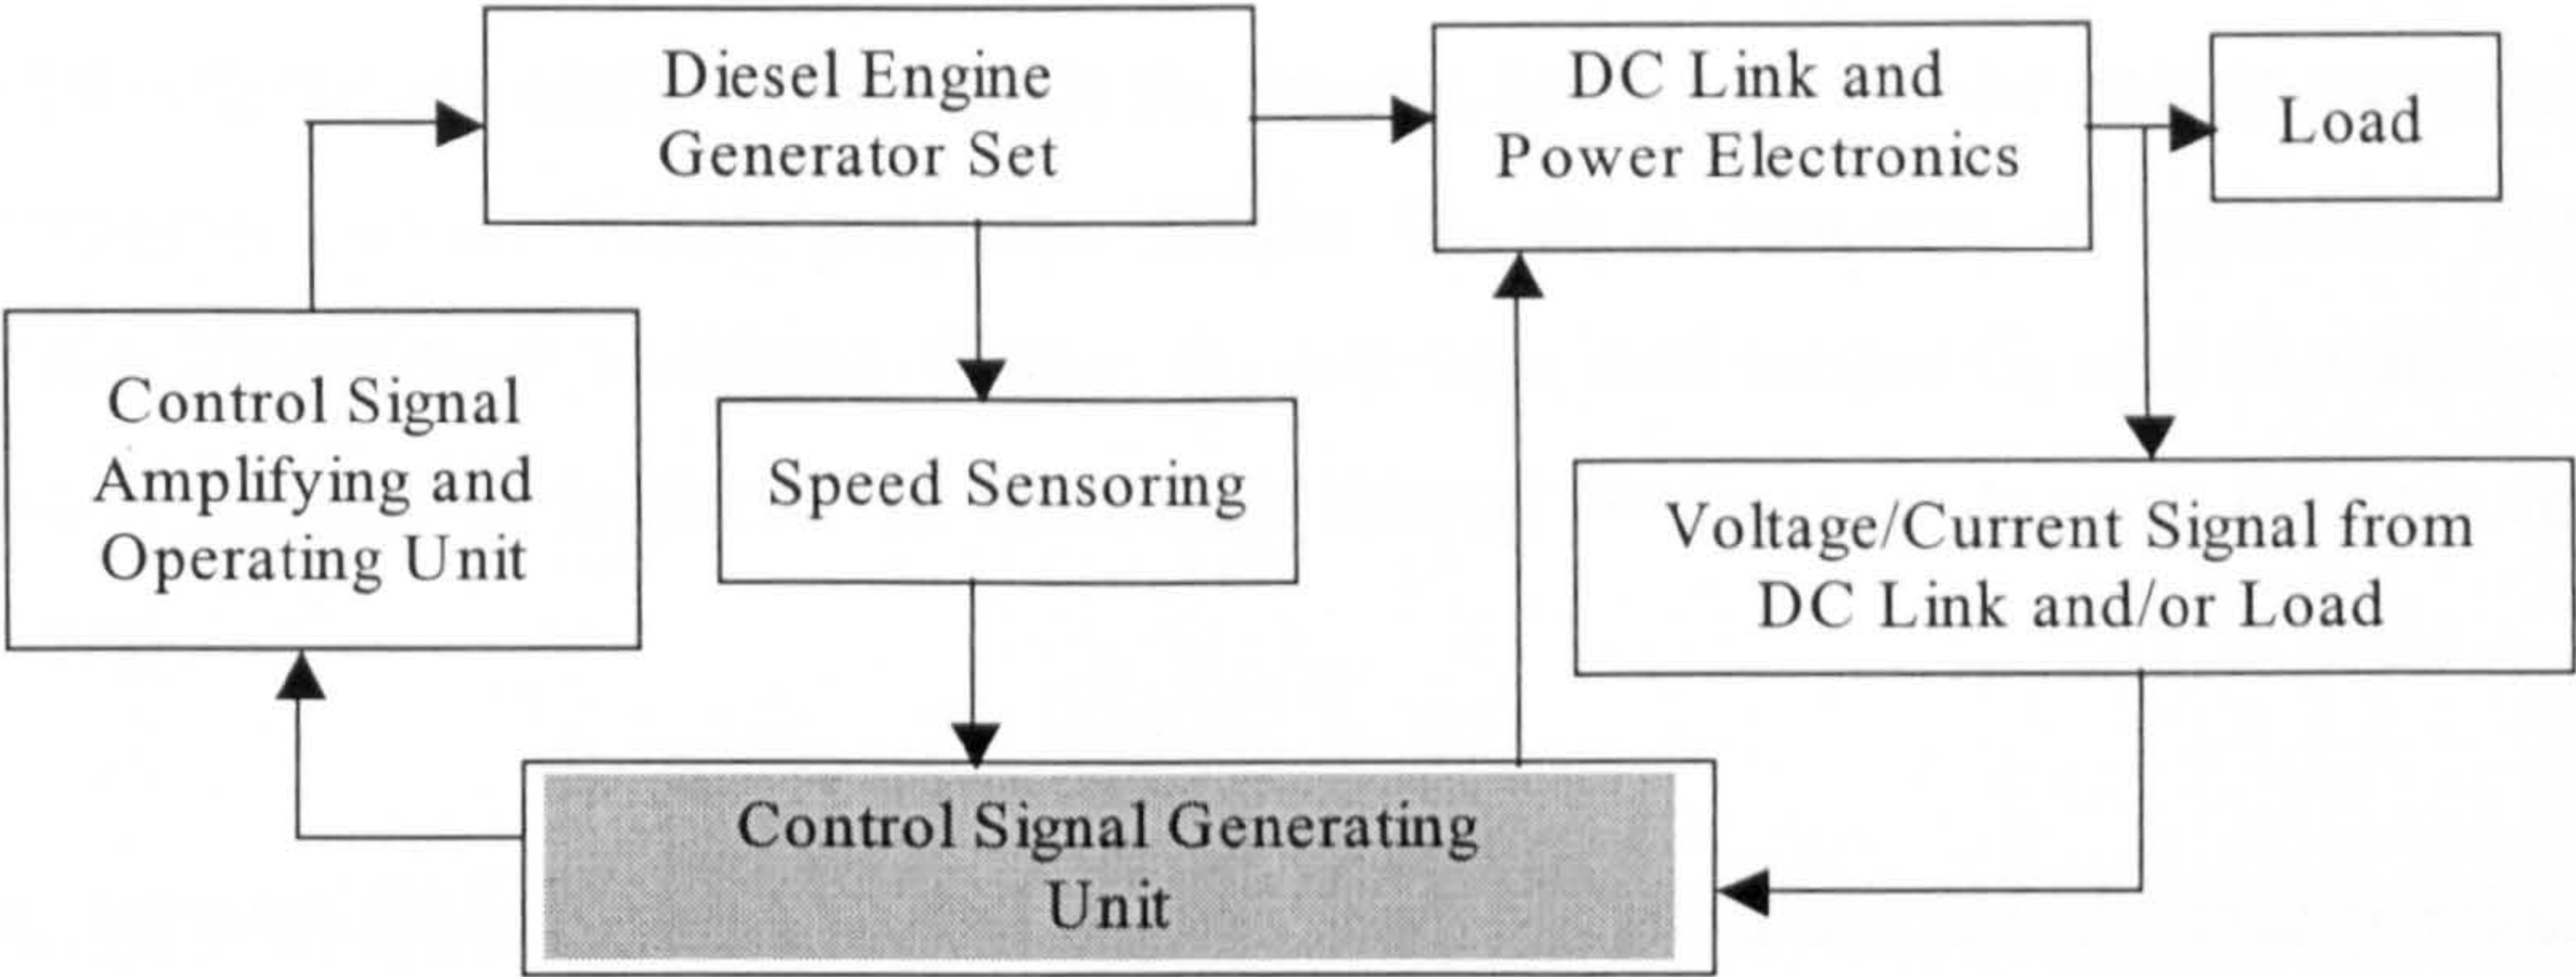 Diesel Engine
Generator Set
DC Link and
Power Electronics
Load
Control Signal
Amplifying and
Operating Unit
Speed Sensoring
Voltage/Current Signal from
DC Link and/or Load
Control Signal Generating
Unit